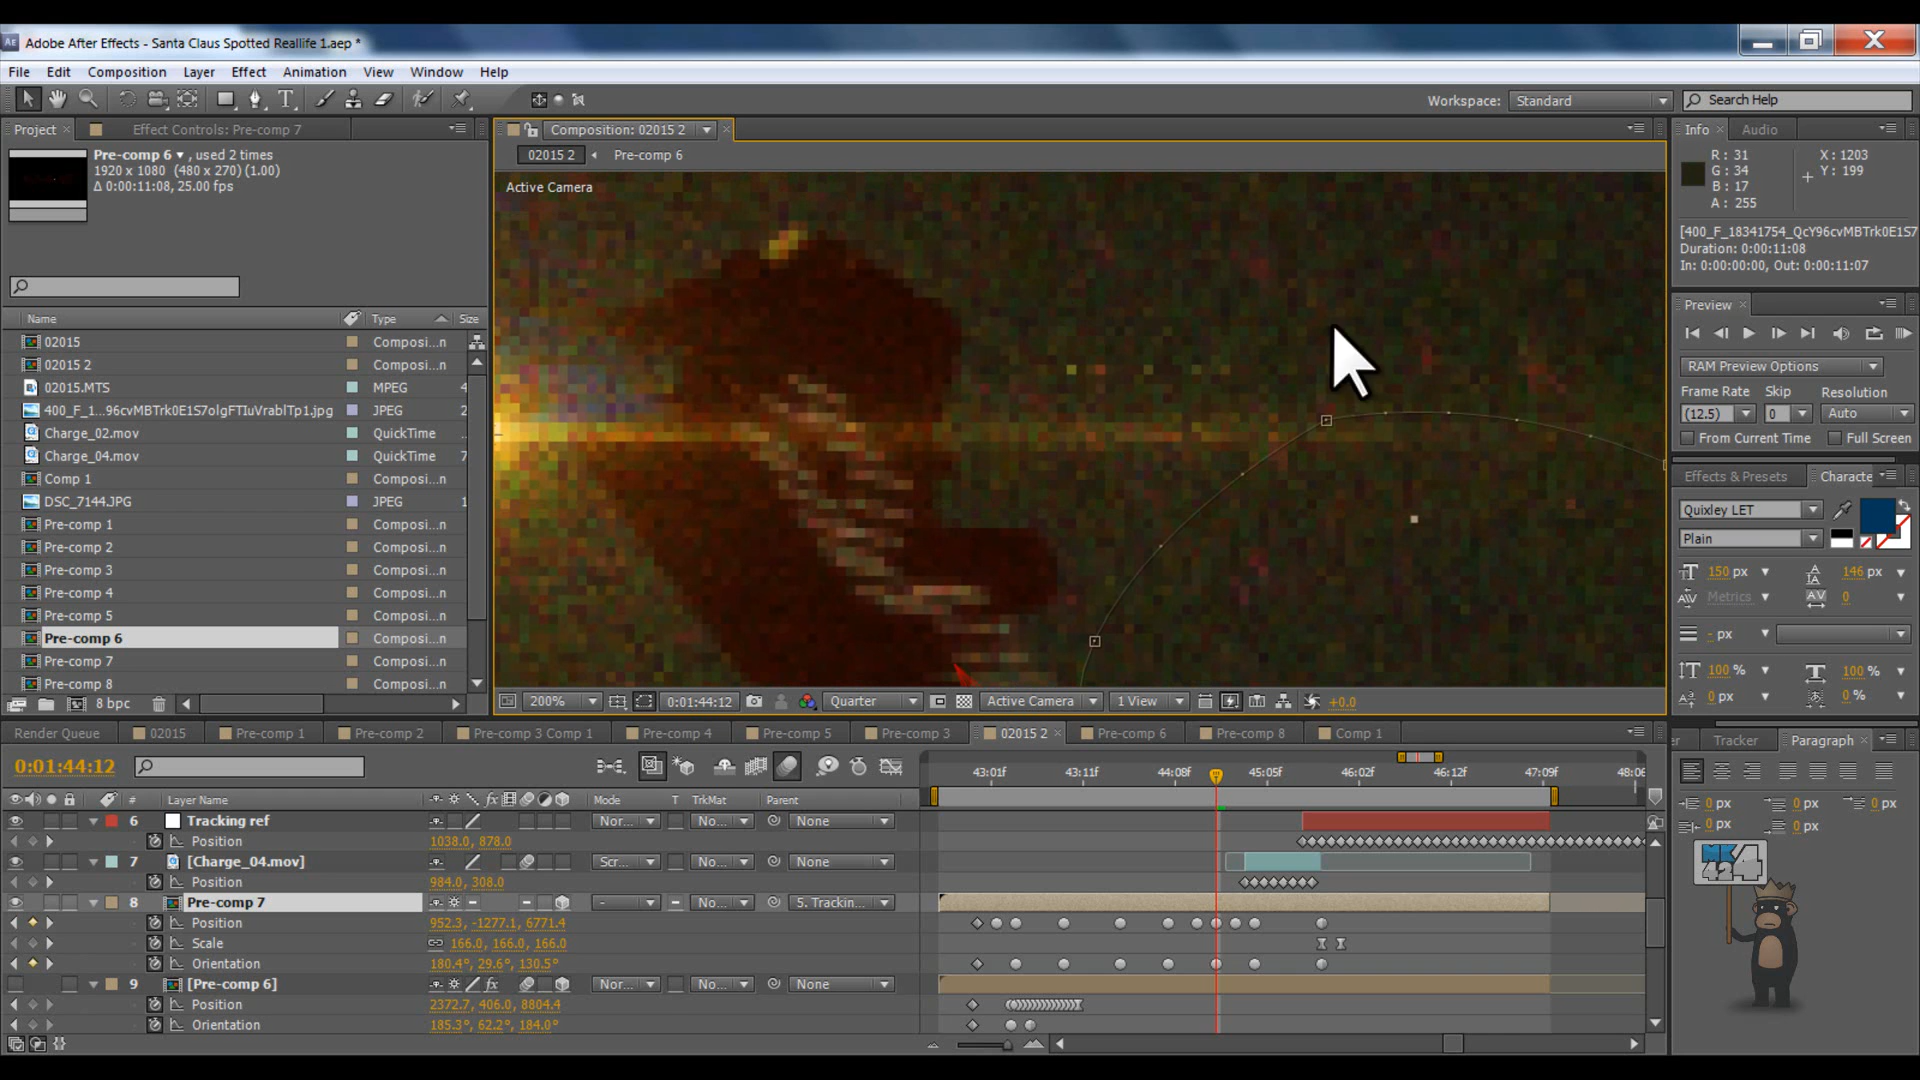 Adobe After Effects - Santa Claus Spotted Reallife 1.aep *
File Edit Composition Layer Effect Animation View Window Help
Workspace: Standard Search Help
Project Effect Controls: Pre-comp 7
Pre-comp 6 , used 2 times
1920 x 1080 (480 x 270) (1.00)
Δ 0:00:11:08, 25.00 fps
Name Type Size
02015 Composi...n
02015 2 Composi...n
02015.MTS MPEG 4
400_F_1...96cvMBTrk0E1S7olgFTIuVrablTp1.jpg JPEG 2
Charge_02.mov QuickTime
Charge_04.mov QuickTime 7
Comp 1 Composi...n
DSC_7144.JPG JPEG 1
Pre-comp 1 Composi...n
Pre-comp 2 Composi...n
Pre-comp 3 Composi...n
Pre-comp 4 Composi...n
Pre-comp 5 Composi...n
Pre-comp 6 Composi...n
Pre-comp 7 Composi...n
Pre-comp 8 Composi...n
8 bpc
Composition: 02015 2
02015 2 Pre-comp 6
Active Camera
200% 0:01:44:12 Quarter Active Camera 1 View +0.0
Info Audio
R: 31 X: 1203
G: 34 Y: 199
B: 17
A: 255
[400_F_18341754_QcY96cvMBTrk0E1S7
Duration: 0:00:11:08
In: 0:00:00:00, Out: 0:00:11:07
Preview
RAM Preview Options
Frame Rate Skip Resolution
(12.5) 0 Auto
From Current Time Full Screen
Effects & Presets Characte
Quixley LET
Plain
150 px 146 px
Metrics 0
- px
100 % 100 %
0 px 0 %
Render Queue 02015 Pre-comp 1 Pre-comp 2 Pre-comp 3 Comp 1 Pre-comp 4 Pre-comp 5 Pre-comp 3 02015 2 Pre-comp 6 Pre-comp 8 Comp 1
0:01:44:12
43:01f 43:11f 44:08f 45:05f 46:02f 46:12f 47:09f 48:06
# Layer Name Mode T TrkMat Parent
6 Tracking ref Nor... No... None
Position 1038.0, 878.0
7 [Charge_04.mov] Scr... No... None
Position 984.0, 308.0
8 Pre-comp 7 - No... 5. Trackin...
Position 952.3, -1277.1, 6771.4
Scale 166.0, 166.0, 166.0
Orientation 180.4°, 29.6°, 130.5°
9 [Pre-comp 6] Nor... No... None
Position 2372.7, 406.0, 8804.4
Orientation 185.3°, 62.2°, 184.0°
er Tracker Paragraph
0 px 0 px 0 px
0 px 0 px
MK
424